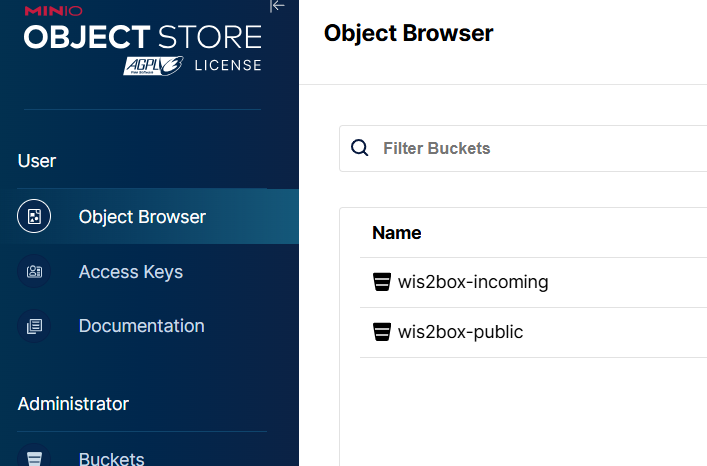 MINIO
OBJECT STORE
AGPL v3 LICENSE
Free Software
User
Object Browser
Access Keys
Documentation
Administrator
Buckets
Object Browser
Filter Buckets
Name
wis2box-incoming
wis2box-public